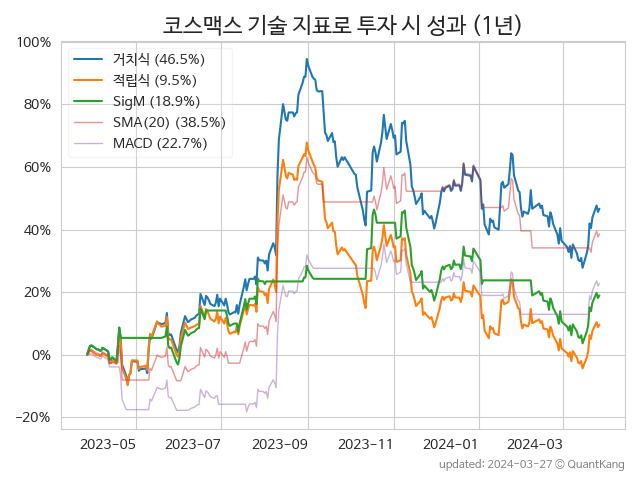 코스맥스 기술 지표로 투자 시 성과 (1년)
100%
80%
60%
40%
20%
0%
−20%
거치식 (46.5%)
적립식 (9.5%)
SigM (18.9%)
SMA(20) (38.5%)
MACD (22.7%)
2023-05 2023-07 2023-09 2023-11 2024-01 2024-03
updated: 2024-03-27 © QuantKang